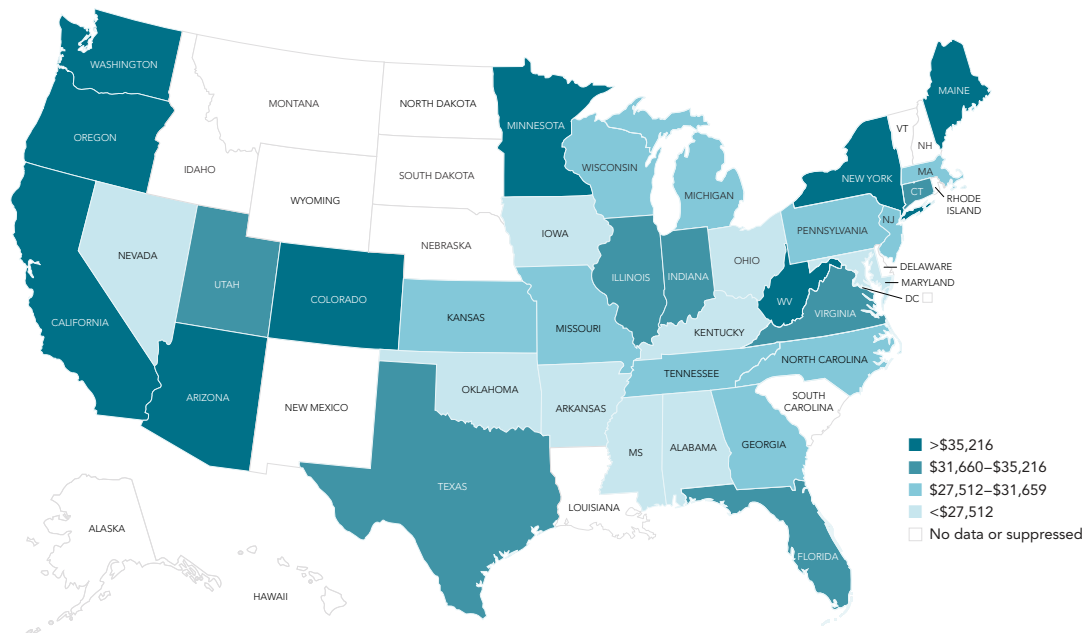 WASHINGTON
OREGON
CALIFORNIA
NEVADA
IDAHO
MONTANA
WYOMING
UTAH
ARIZONA
COLORADO
NEW MEXICO
NORTH DAKOTA
SOUTH DAKOTA
NEBRASKA
KANSAS
OKLAHOMA
TEXAS
MINNESOTA
IOWA
MISSOURI
ARKANSAS
LOUISIANA
WISCONSIN
ILLINOIS
MICHIGAN
INDIANA
OHIO
KENTUCKY
TENNESSEE
MS
ALABAMA
GEORGIA
FLORIDA
SOUTH
CAROLINA
NORTH CAROLINA
VIRGINIA
WV
PENNSYLVANIA
NEW YORK
NJ
VT
NH
MAINE
MA
CT
RHODE
ISLAND
DELAWARE
MARYLAND
DC
ALASKA
HAWAII
>$35,216
$31,660–$35,216
$27,512–$31,659
<$27,512
No data or suppressed